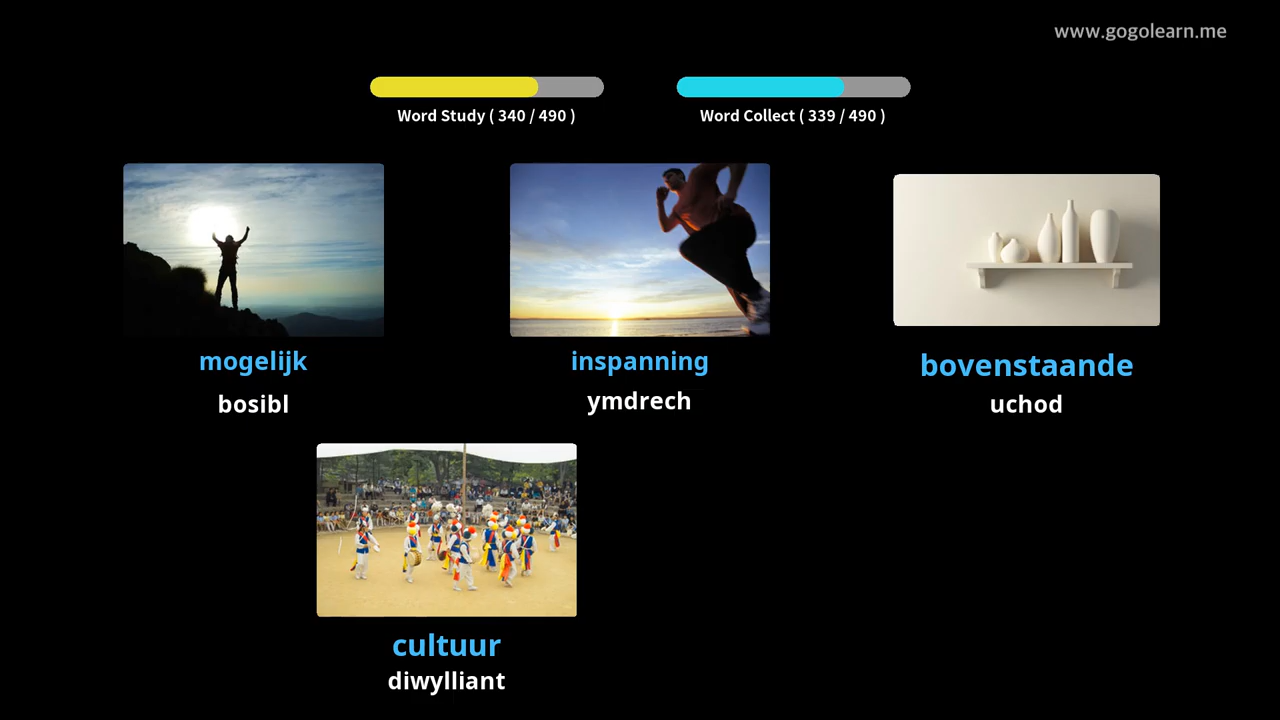 www.gogolearn.me
Word Study ( 340 / 490 )
Word Collect ( 339 / 490 )
mogelijk
bosibl
inspanning
ymdrech
bovenstaande
uchod
cultuur
diwylliant